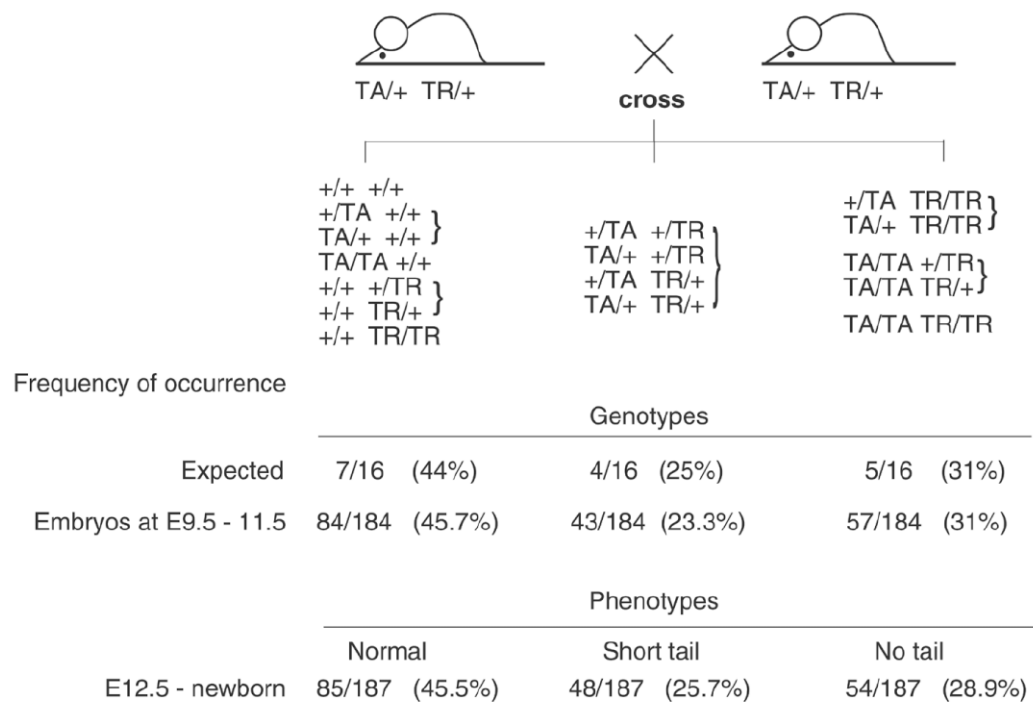 TA/+ TR/+ TA/+ TR/+
cross
+/+ +/+
+/TA +/+
TA/+ +/+
TA/TA +/+
+/+ +/TR
+/+ TR/+
+/+ TR/TR
+/TA +/TR
TA/+ +/TR
+/TA TR/+
TA/+ TR/+
+/TA TR/TR
TA/+ TR/TR
TA/TA +/TR
TA/TA TR/+
TA/TA TR/TR
Frequency of occurrence
Genotypes
Expected 7/16 (44%) 4/16 (25%) 5/16 (31%)
Embryos at E9.5 - 11.5 84/184 (45.7%) 43/184 (23.3%) 57/184 (31%)
Phenotypes
Normal Short tail No tail
E12.5 - newborn 85/187 (45.5%) 48/187 (25.7%) 54/187 (28.9%)